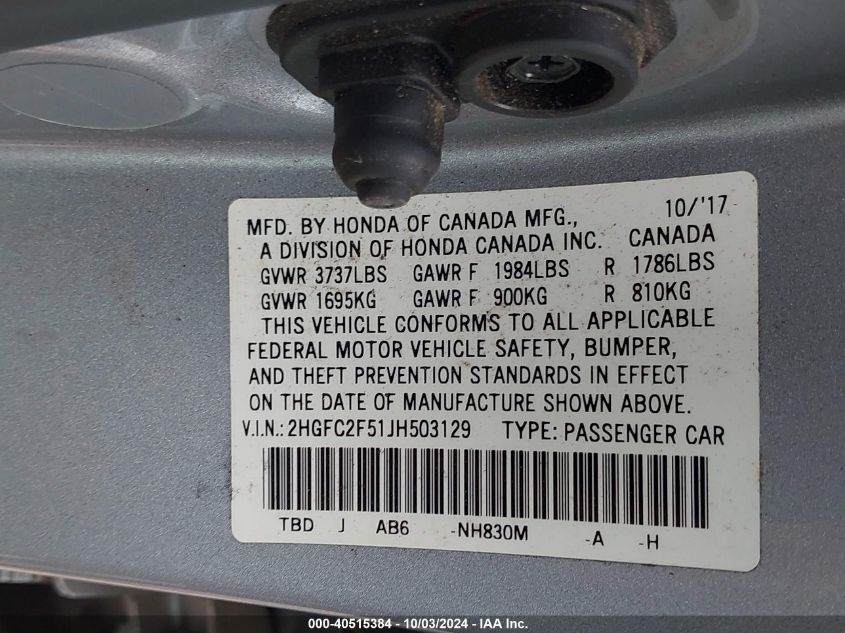 MFD. BY HONDA OF CANADA MFG., 10/'17
A DIVISION OF HONDA CANADA INC. CANADA
GVWR 3737LBS GAWR F 1984LBS R 1786LBS
GVWR 1695KG GAWR F 900KG R 810KG
THIS VEHICLE CONFORMS TO ALL APPLICABLE
FEDERAL MOTOR VEHICLE SAFETY, BUMPER,
AND THEFT PREVENTION STANDARDS IN EFFECT
ON THE DATE OF MANUFACTURE SHOWN ABOVE.
V.I.N.: 2HGFC2F51JH503129 TYPE: PASSENGER CAR
TBD J AB6 -NH830M -A -H
000-40515384 - 10/03/2024 - IAA Inc.